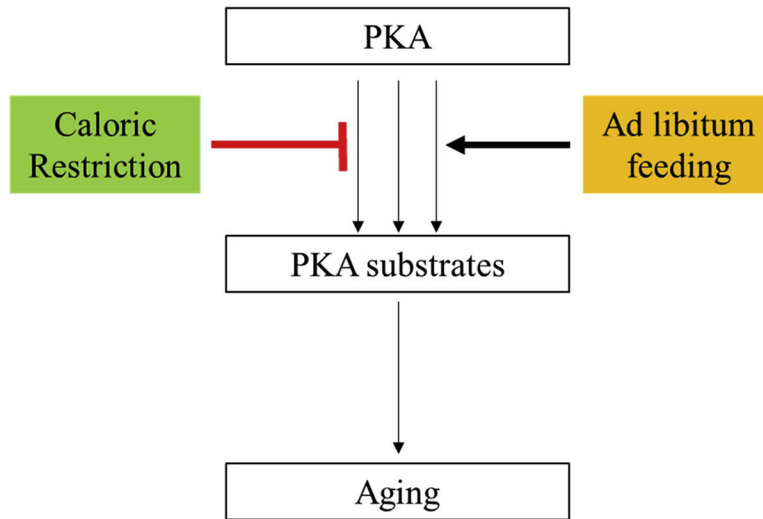 PKA
Caloric
Restriction
Ad libitum
feeding
PKA substrates
Aging